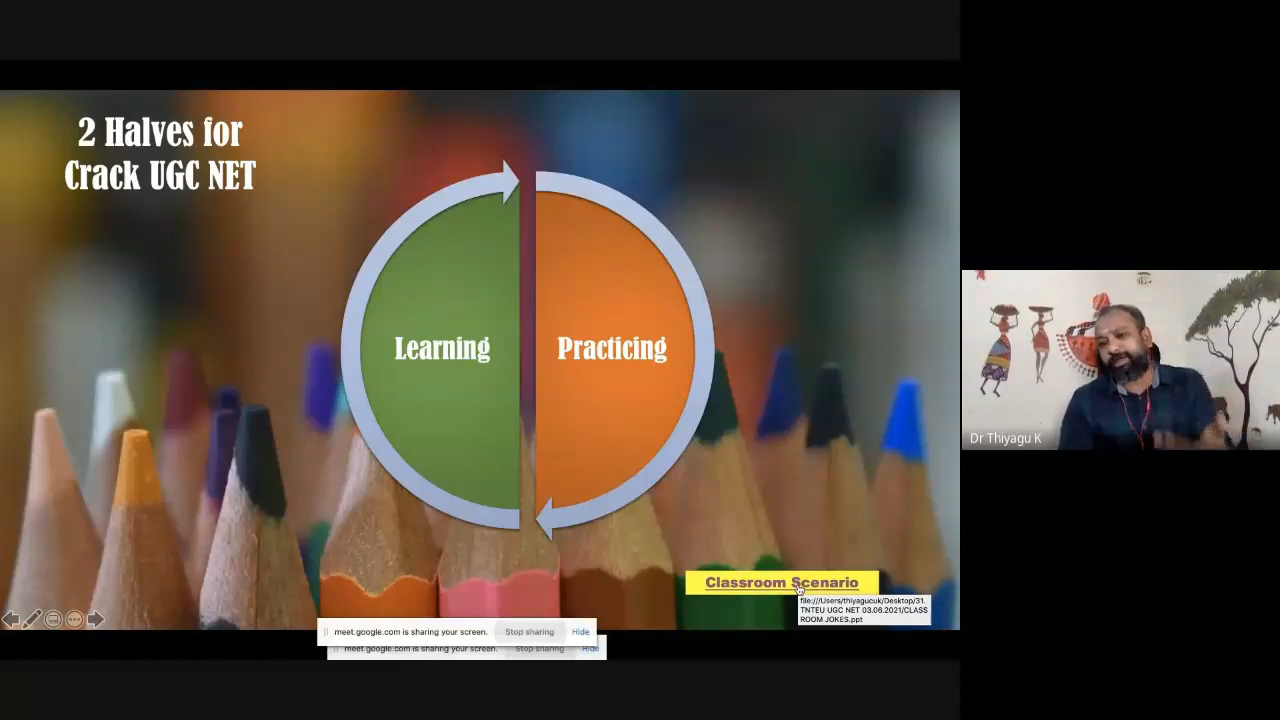 2 Halves for
Crack UGC NET
Learning
Practicing
Classroom Scenario
file:///Users/thiyagucuk/Desktop/31.
TNTEU UGC NET 03.06.2021/CLASS
ROOM JOKES.ppt
meet.google.com is sharing your screen. Stop sharing Hide
meet.google.com is sharing your screen. Stop sharing Hide
Dr Thiyagu K